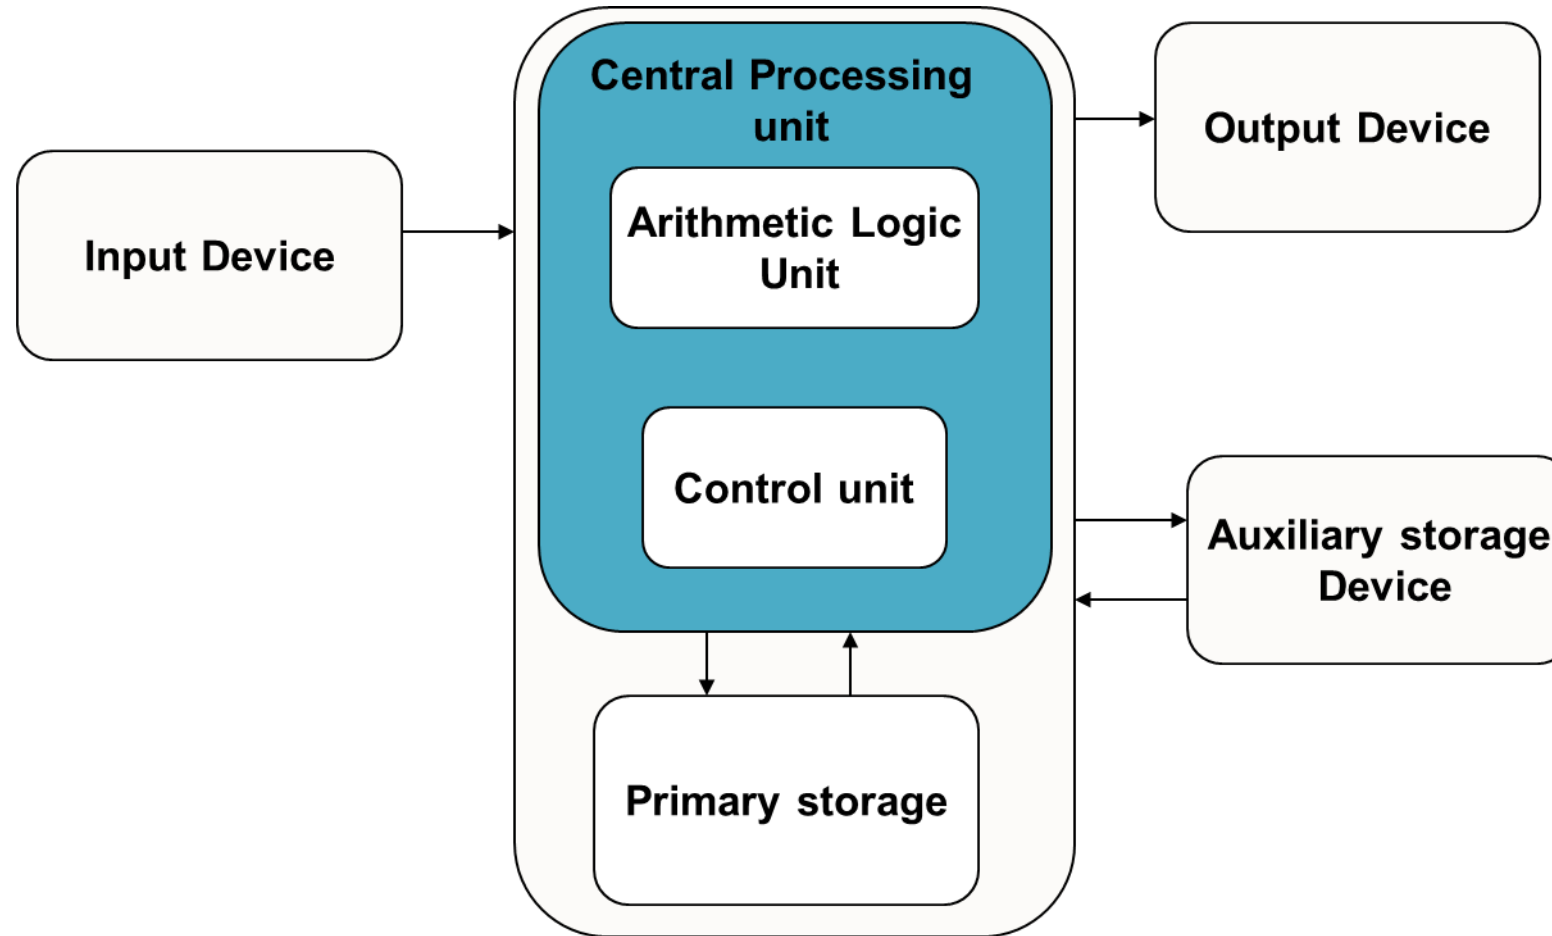 Central Processing
unit
Arithmetic Logic
Unit
Control unit
Primary storage
Input Device
Output Device
Auxiliary storage
Device